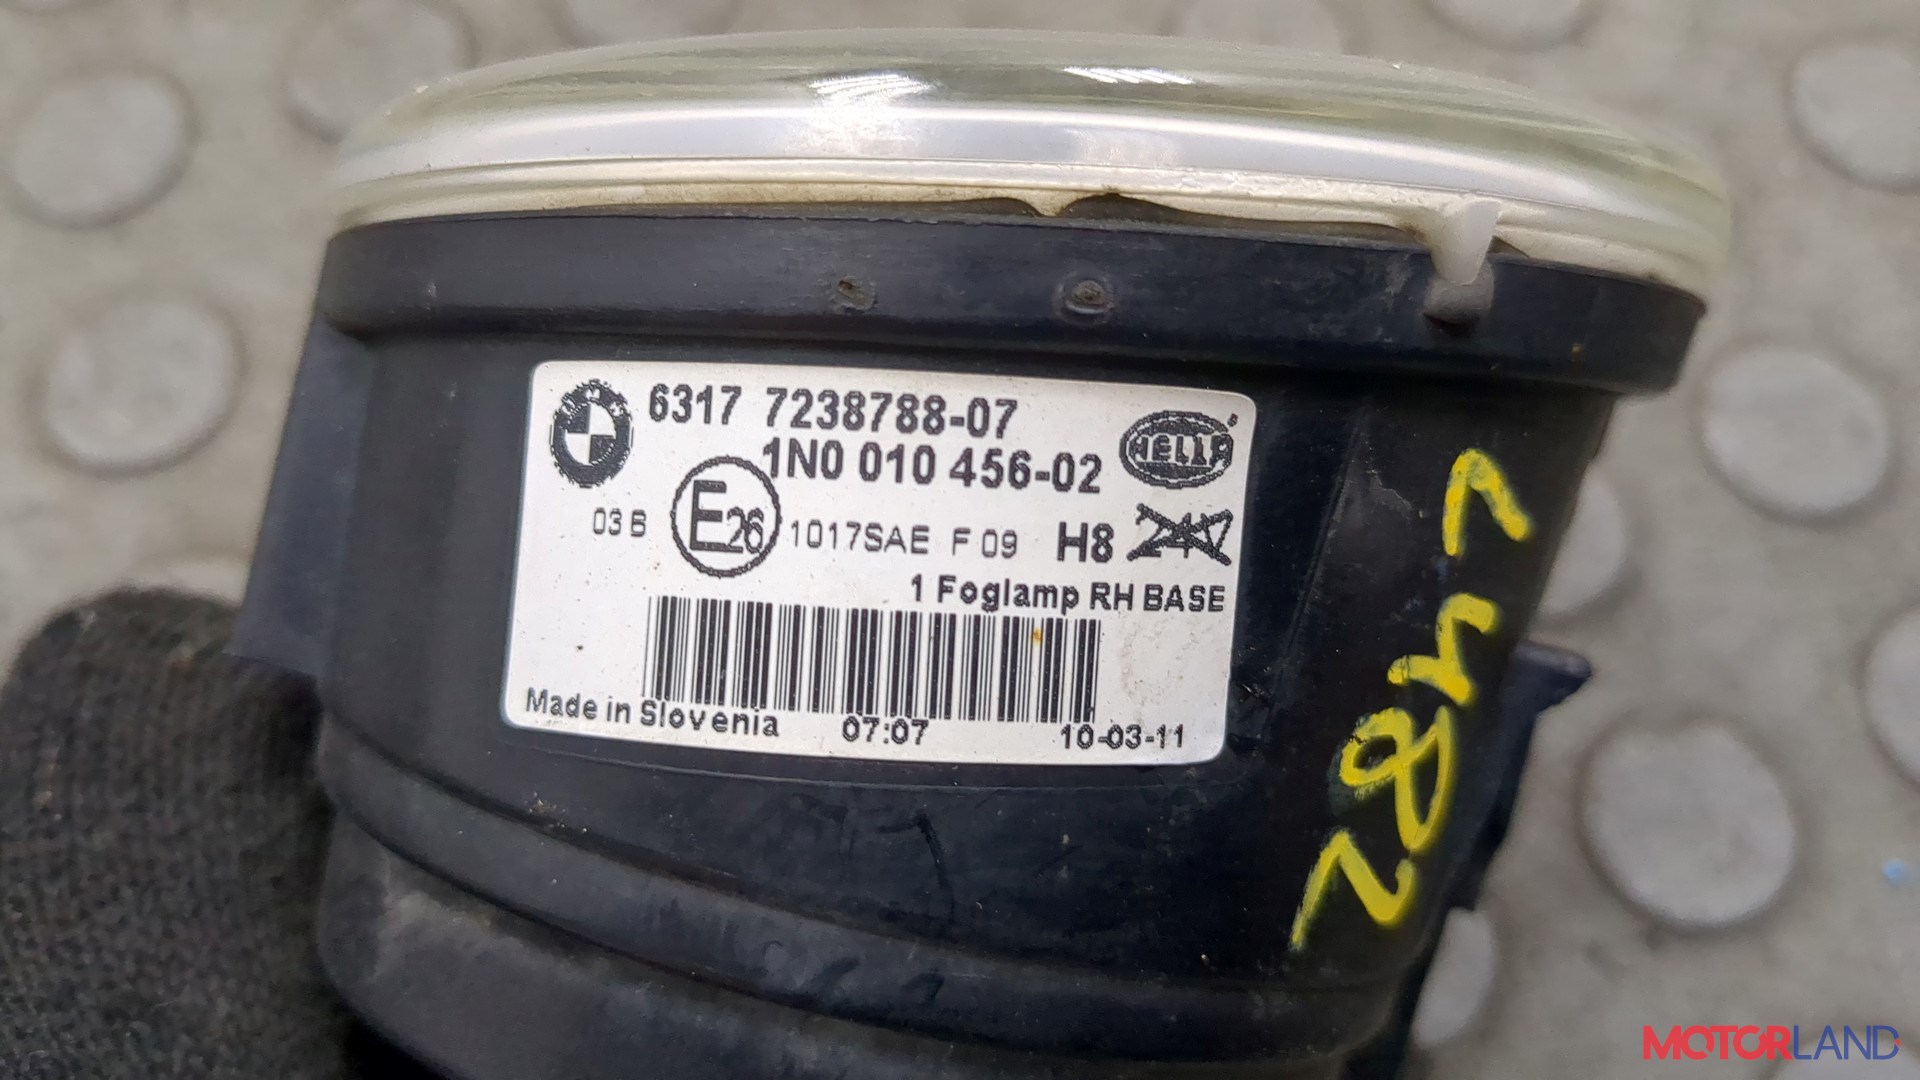 6317 7238788-07
1N0 010 456-02
HELLA
03 B E26 1017SAE F 09 H8
1 Foglamp RH BASE
Made in Slovenia 07:07 10-03-11
MOTORLAND